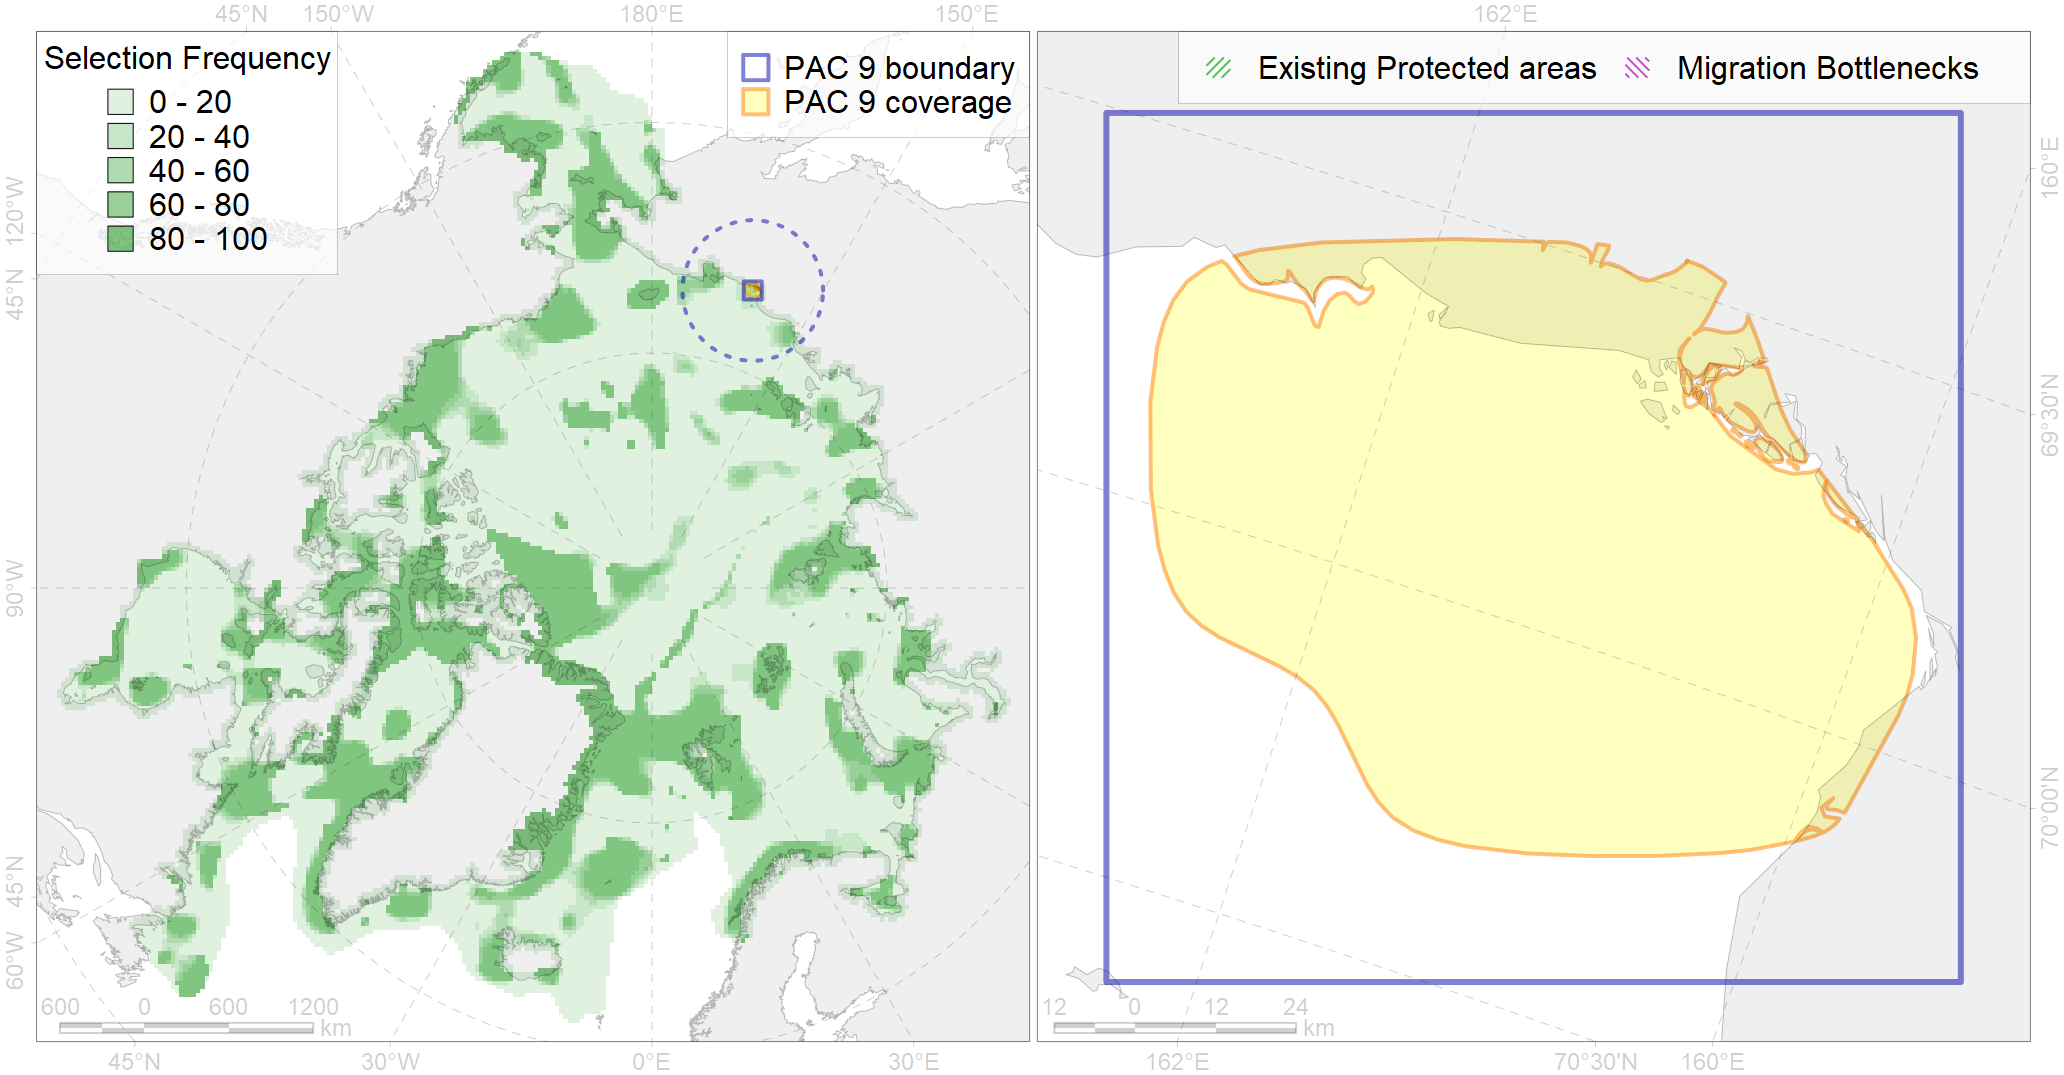 45°N 150°W 180°E 150°E 162°E
Selection Frequency
0 - 20
20 - 40
40 - 60
60 - 80
80 - 100
PAC 9 boundary
PAC 9 coverage
Existing Protected areas
Migration Bottlenecks
120°W
45°N
90°W
45°N
60°W
160°E
69°30'N
70°00'N
600 0 600 1200
km
12 0 12 24
km
45°N 30°W 0°E 30°E 162°E 70°30'N 160°E